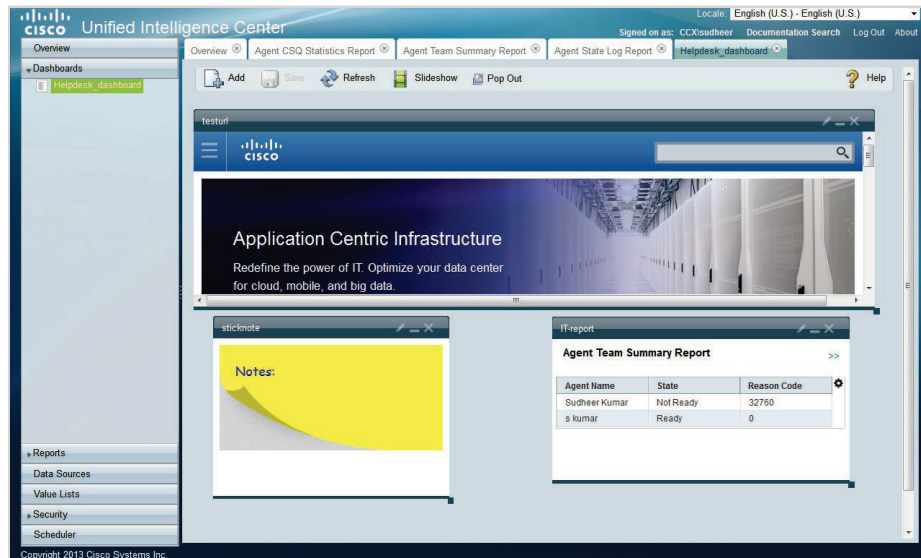 Locale: English (U.S.) - English (U.S.)
cisco Unified Intelligence Center
Signed on as: CCX\sudheer Documentation Search Log Out About
Overview
Overview Agent CSQ Statistics Report Agent Team Summary Report Agent State Log Report Helpdesk_dashboard
Dashboards
Helpdesk_dashboard
Add Save Refresh Slideshow Pop Out Help
testurl
cisco
Application Centric Infrastructure
Redefine the power of IT. Optimize your data center
for cloud, mobile, and big data.
sticknote
Notes:
IT-report
Agent Team Summary Report >>
Agent Name State Reason Code
Sudheer Kumar Not Ready 32760
s kumar Ready 0
Reports
Data Sources
Value Lists
Security
Scheduler
Copyright 2013 Cisco Systems Inc.